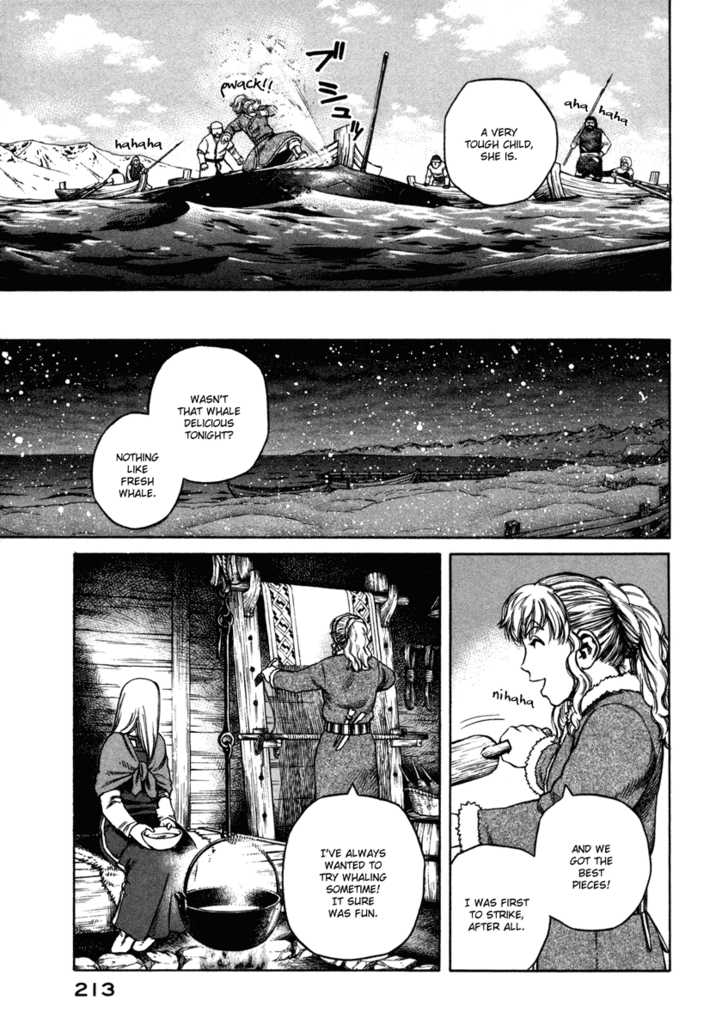 A VERY
TOUGH CHILD,
SHE IS.
aha
haha
ブシュッ
pwack!!
hahaha
WASN'T
THAT WHALE
DELICIOUS
TONIGHT?
NOTHING
LIKE
FRESH
WHALE.
nihaha
AND WE
GOT THE
BEST
PIECES!
I WAS FIRST
TO STRIKE,
AFTER ALL.
I'VE ALWAYS
WANTED TO
TRY WHALING
SOMETIME!
IT SURE
WAS FUN.
213